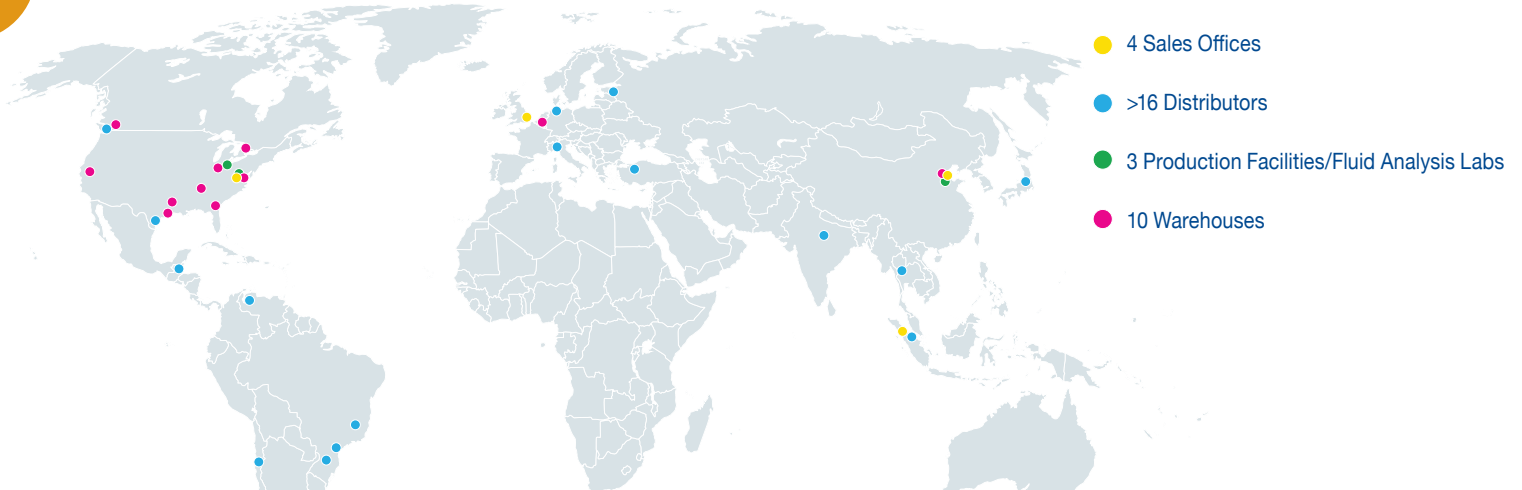 4 Sales Offices
>16 Distributors
3 Production Facilities/Fluid Analysis Labs
10 Warehouses